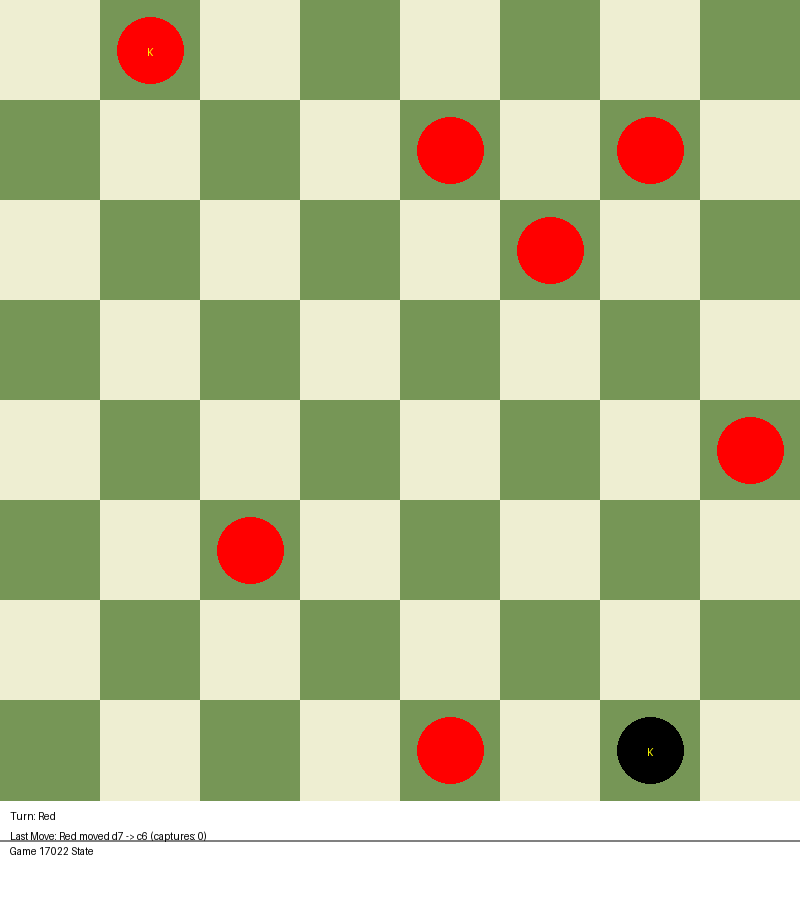 K
K
Turn: Red
Last Move: Red moved d7 -> c6 (captures: 0)
Game 17022 State